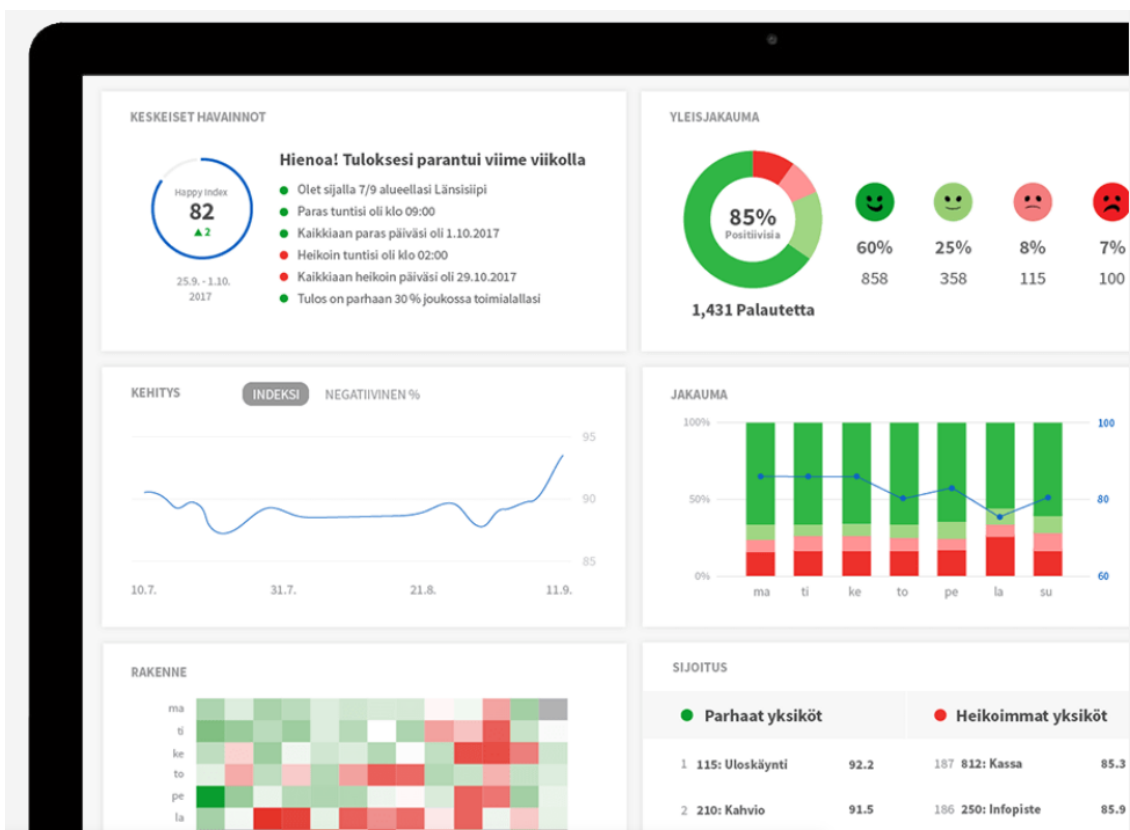 KESKEISET HAVAINNOT
Happy Index
82
▲2
25.9. - 1.10.
2017
Hienoa! Tuloksesi parantui viime viikolla
Olet sijalla 7/9 alueellasi Länsisiipi
Paras tuntisi oli klo 09:00
Kaikkiaan paras päiväsi oli 1.10.2017
Heikoin tuntisi oli klo 02:00
Kaikkiaan heikoin päiväsi oli 29.10.2017
Tulos on parhaan 30 % joukossa toimialallasi
YLEISJAKAUMA
85%
Positiivisia
1,431 Palautetta
60% 25% 8% 7%
858 358 115 100
KEHITYS INDEKSI NEGATIIVINEN %
95
90
85
10.7. 31.7. 21.8. 11.9.
JAKAUMA
100% 100
50% 80
0% 60
ma ti ke to pe la su
RAKENNE
ma
ti
ke
to
pe
la
SIJOITUS
Parhaat yksiköt Heikoimmat yksiköt
1 115: Uloskäynti 92.2 187 812: Kassa 85.3
2 210: Kahvio 91.5 186 250: Infopiste 85.9